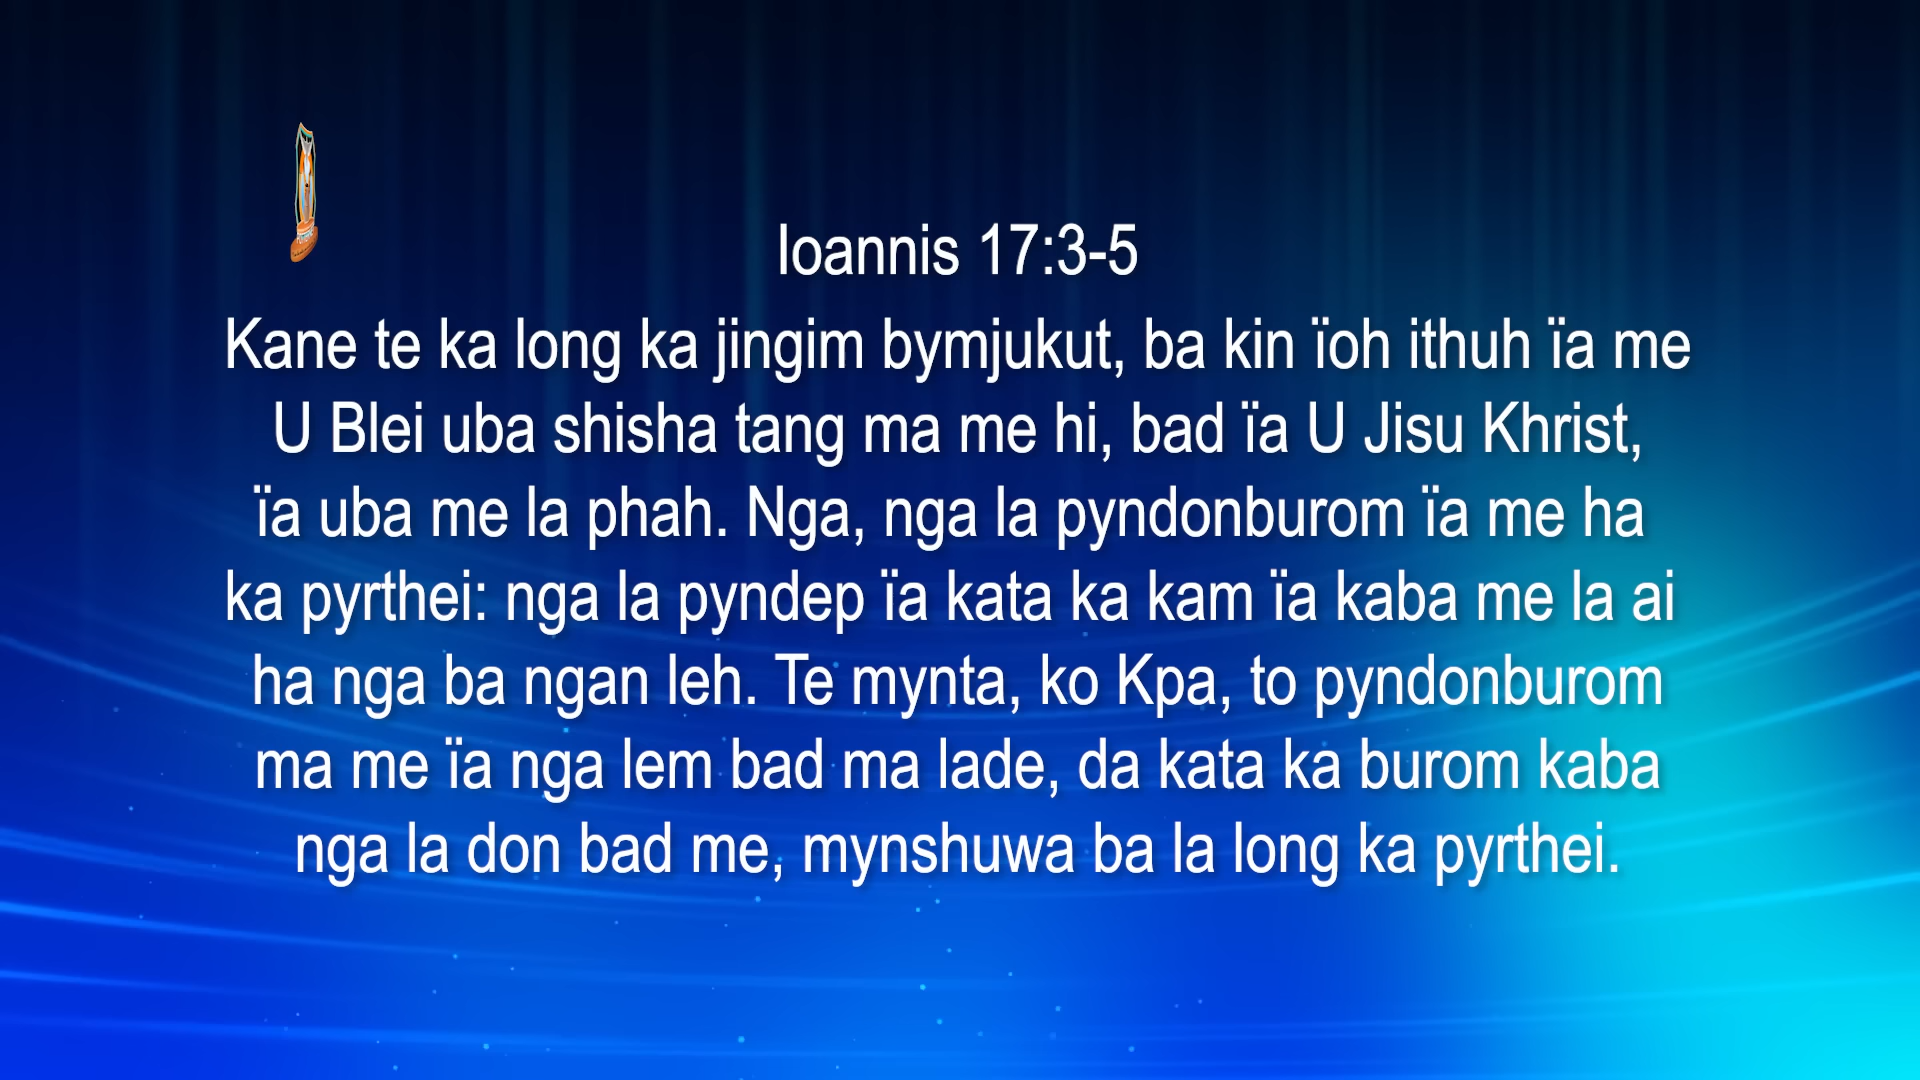 Ioannis 17:3-5
Kane te ka long ka jingim bymjukut, ba kin ïoh ithuh ïa me
U Blei uba shisha tang ma me hi, bad ïa U Jisu Khrist,
ïa uba me la phah. Nga, nga la pyndonburom ïa me ha
ka pyrthei: nga la pyndep ïa kata ka kam ïa kaba me la ai
ha nga ba ngan leh. Te mynta, ko Kpa, to pyndonburom
ma me ïa nga lem bad ma lade, da kata ka burom kaba
nga la don bad me, mynshuwa ba la long ka pyrthei.